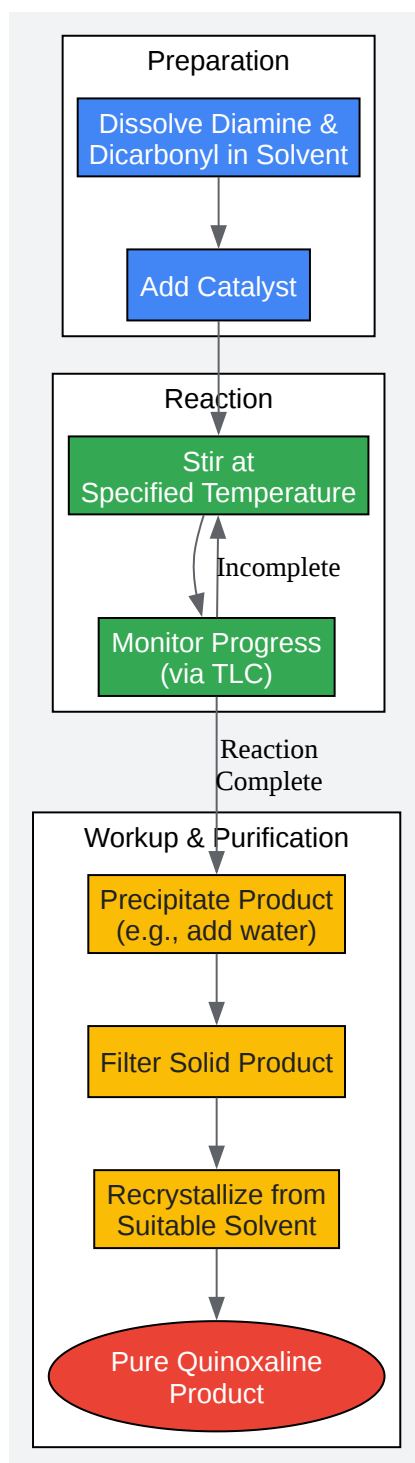 Preparation
Dissolve Diamine &
Dicarbonyl in Solvent
Add Catalyst
Reaction
Stir at
Specified Temperature
Incomplete
Monitor Progress
(via TLC)
Reaction
Complete
Workup & Purification
Precipitate Product
(e.g., add water)
Filter Solid Product
Recrystallize from
Suitable Solvent
Pure Quinoxaline
Product